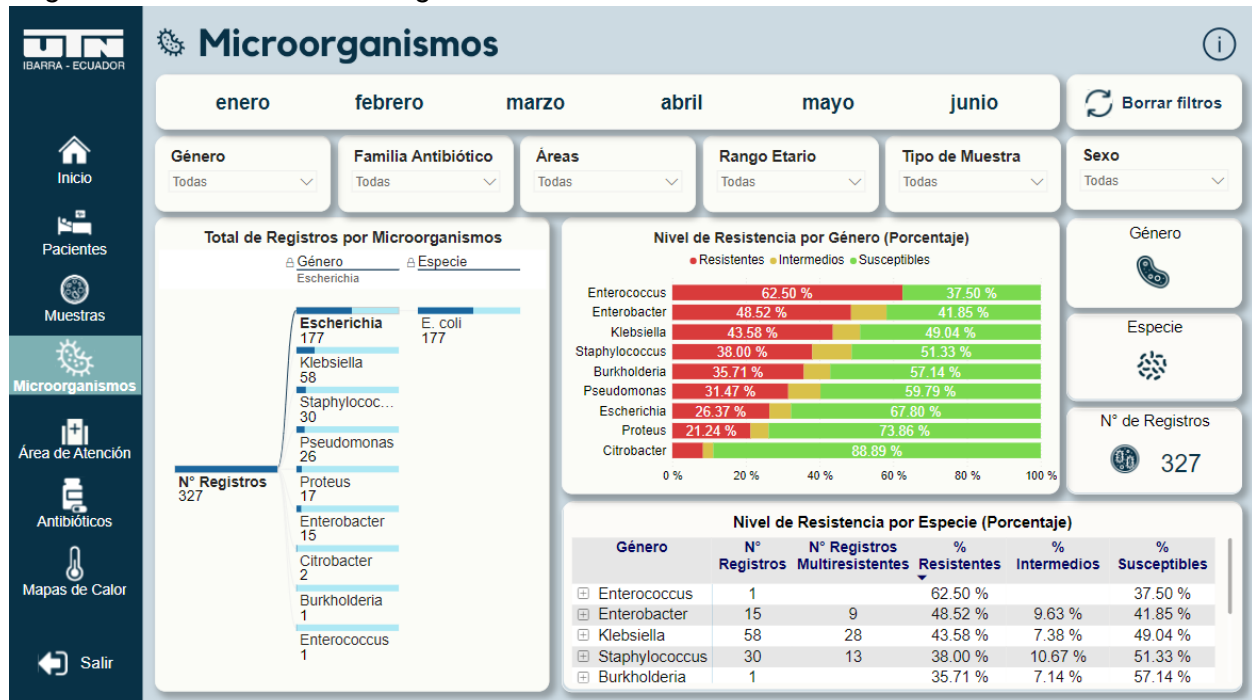 UTN
IBARRA - ECUADOR
Microorganismos
i
enero febrero marzo abril mayo junio
Borrar filtros
Género
Todas
Familia Antibiótico
Todas
Áreas
Todas
Rango Etario
Todas
Tipo de Muestra
Todas
Sexo
Todas
Inicio
Pacientes
Muestras
Microorganismos
Área de Atención
Antibióticos
Mapas de Calor
Salir
Total de Registros por Microorganismos
Género
Escherichia
Especie
N° Registros
327
Escherichia
177
Klebsiella
58
Staphylococ...
30
Pseudomonas
26
Proteus
17
Enterobacter
15
Citrobacter
2
Burkholderia
1
Enterococcus
1
E. coli
177
Nivel de Resistencia por Género (Porcentaje)
Resistentes Intermedios Susceptibles
Enterococcus 62.50 % 37.50 %
Enterobacter 48.52 % 41.85 %
Klebsiella 43.58 % 49.04 %
Staphylococcus 38.00 % 51.33 %
Burkholderia 35.71 % 57.14 %
Pseudomonas 31.47 % 59.79 %
Escherichia 26.37 % 67.80 %
Proteus 21.24 % 73.86 %
Citrobacter 88.89 %
0 % 20 % 40 % 60 % 80 % 100 %
Género
Especie
N° de Registros
327
Nivel de Resistencia por Especie (Porcentaje)
Género N° Registros N° Registros Multiresistentes % Resistentes % Intermedios % Susceptibles
Enterococcus 1 62.50 % 37.50 %
Enterobacter 15 9 48.52 % 9.63 % 41.85 %
Klebsiella 58 28 43.58 % 7.38 % 49.04 %
Staphylococcus 30 13 38.00 % 10.67 % 51.33 %
Burkholderia 1 35.71 % 7.14 % 57.14 %